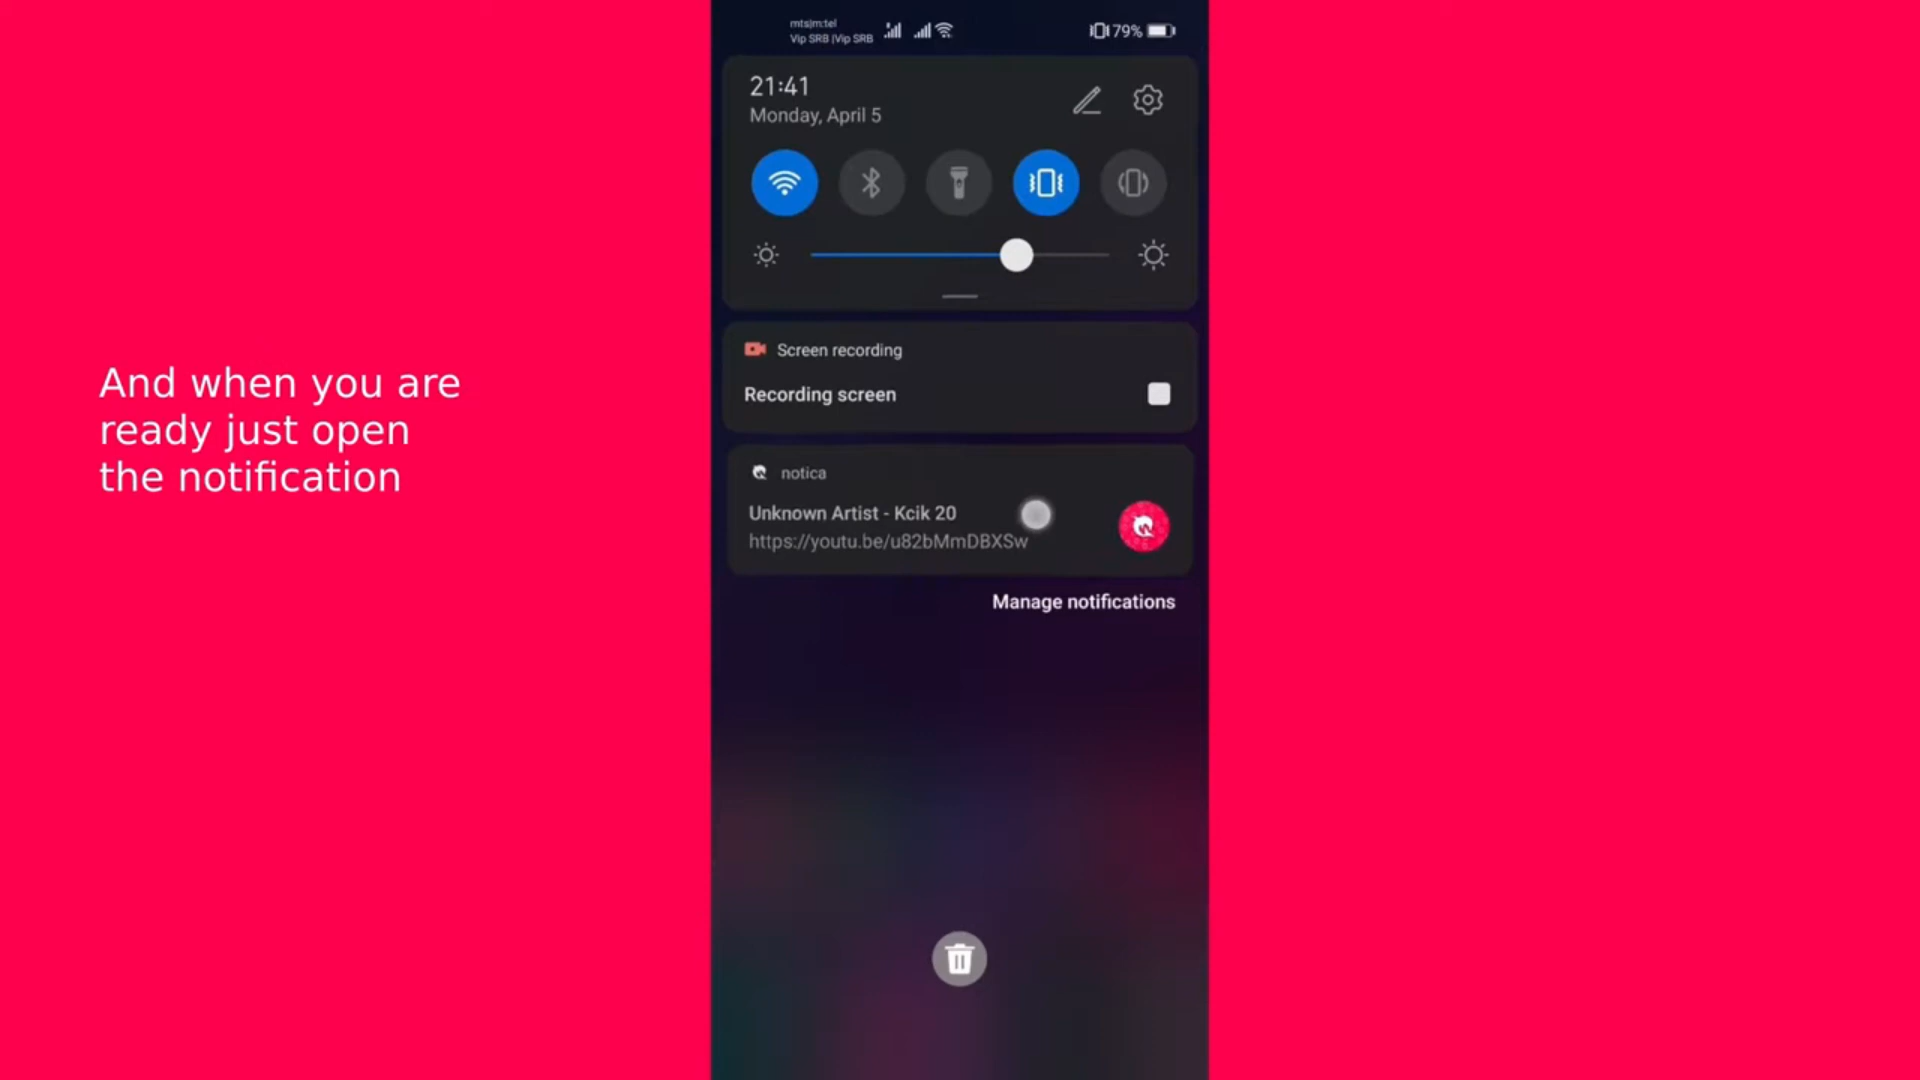 mts|m:tel
Vip SRB |Vip SRB
79%
21:41
Monday, April 5
Screen recording
Recording screen
And when you are
ready just open
the notification
notica
Unknown Artist - Kcik 20
https://youtu.be/u82bMmDBXSw
Manage notifications